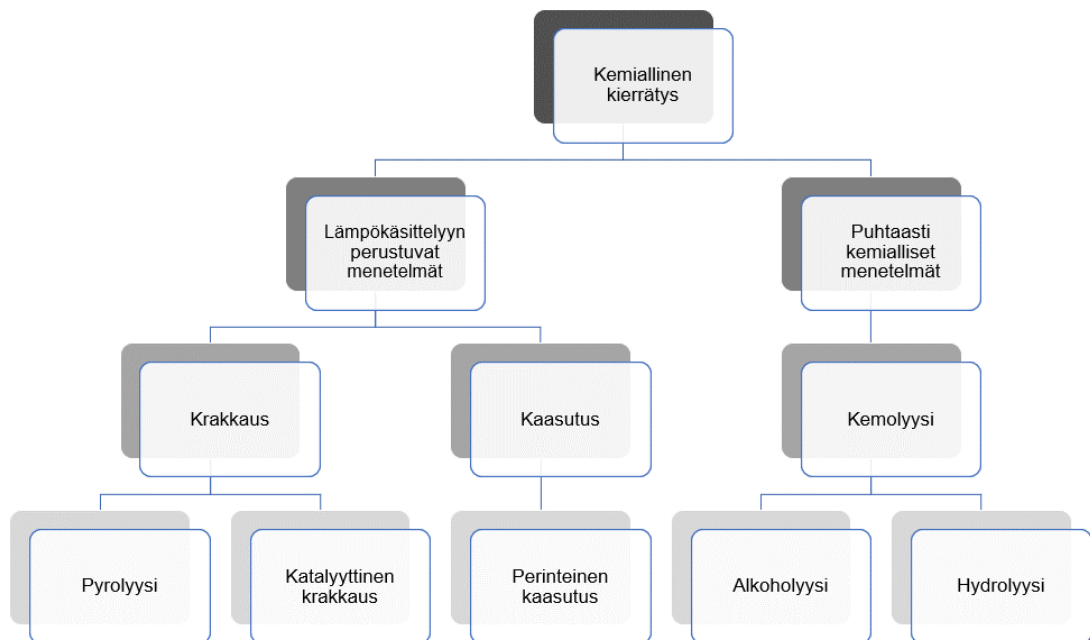 Kemiallinen
kierrätys
Lämpökäsittelyyn
perustuvat
menetelmät
Puhtaasti
kemialliset
menetelmät
Krakkaus
Kaasutus
Kemolyysi
Pyrolyysi
Katalyyttinen
krakkaus
Perinteinen
kaasutus
Alkoholyysi
Hydrolyysi